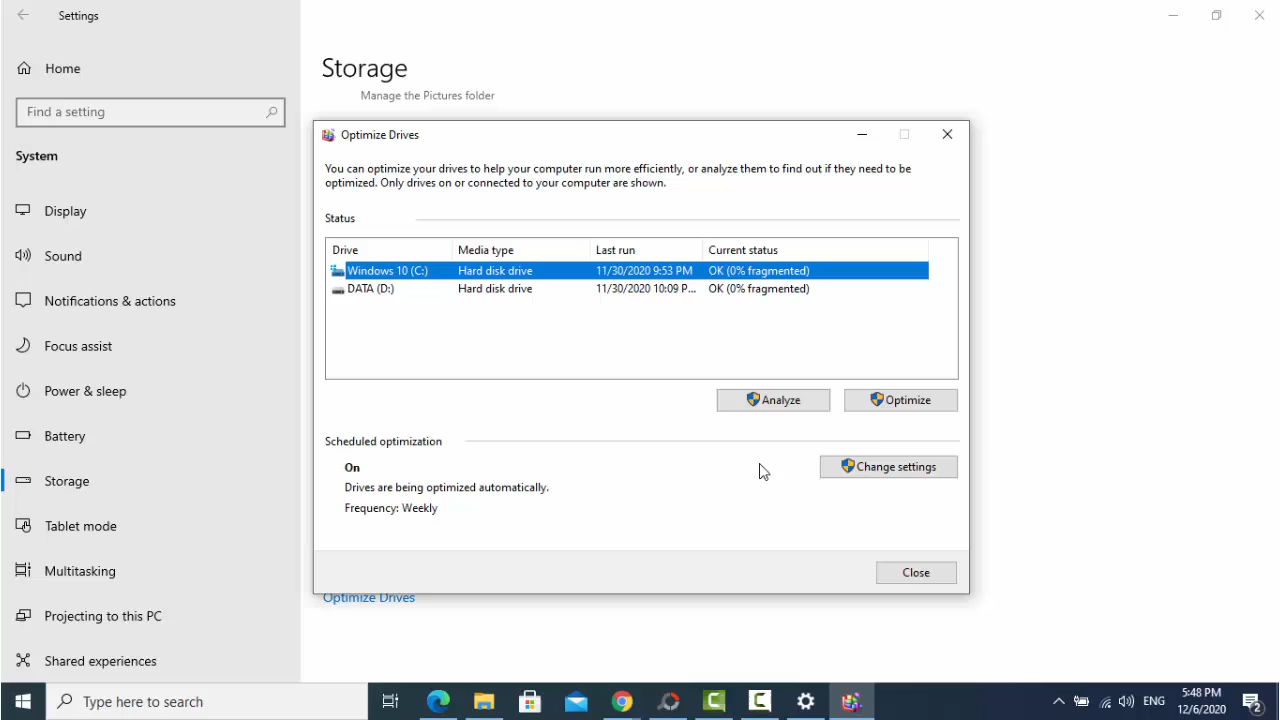 Settings
Home
Find a setting
System
Display
Sound
Notifications & actions
Focus assist
Power & sleep
Battery
Storage
Tablet mode
Multitasking
Projecting to this PC
Shared experiences
Storage
Manage the Pictures folder
Optimize Drives
You can optimize your drives to help your computer run more efficiently, or analyze them to find out if they need to be
optimized. Only drives on or connected to your computer are shown.
Status
Drive Media type Last run Current status
Windows 10 (C:) Hard disk drive 11/30/2020 9:53 PM OK (0% fragmented)
DATA (D:) Hard disk drive 11/30/2020 10:09 P... OK (0% fragmented)
Analyze Optimize
Scheduled optimization
On
Drives are being optimized automatically.
Frequency: Weekly
Change settings
Close
Optimize Drives
Type here to search
ENG
5:48 PM
12/6/2020
2